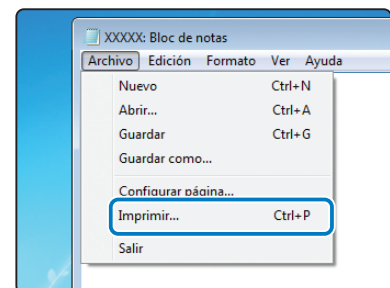 XXXXX: Bloc de notas
Archivo Edición Formato Ver Ayuda
Nuevo Ctrl+N
Abrir... Ctrl+A
Guardar Ctrl+G
Guardar como...
Configurar página...
Imprimir... Ctrl+P
Salir